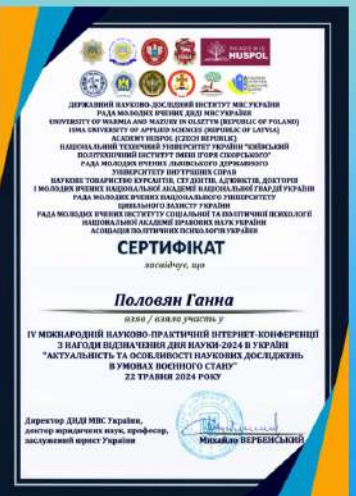 AKADEMIE
HUSPOL
ДЕРЖАВНИЙ НАУКОВО-ДОСЛІДНИЙ ІНСТИТУТ МВС УКРАЇНИ
РАДА МОЛОДИХ ВЧЕНИХ ДНДІ МВС УКРАЇНИ
UNIVERSITY OF WARMIA AND MAZURY IN OLSZTYN (REPUBLIC OF POLAND)
ISMA UNIVERSITY OF APPLIED SCIENCES (REPUBLIC OF LATVIA)
ACADEMY HUSPOL (CZECH REPUBLIC)
НАЦІОНАЛЬНИЙ ТЕХНІЧНИЙ УНІВЕРСИТЕТ УКРАЇНИ "КИЇВСЬКИЙ
ПОЛІТЕХНІЧНИЙ ІНСТИТУТ ІМЕНІ ІГОРЯ СІКОРСЬКОГО"
РАДА МОЛОДИХ ВЧЕНИХ ЛЬВІВСЬКОГО ДЕРЖАВНОГО
УНІВЕРСИТЕТУ ВНУТРІШНІХ СПРАВ
НАУКОВЕ ТОВАРИСТВО КУРСАНТІВ, СТУДЕНТІВ, АД'ЮНКТІВ, ДОКТОРІВ
І МОЛОДИХ ВЧЕНИХ НАЦІОНАЛЬНОЇ АКАДЕМІЇ НАЦІОНАЛЬНОЇ ГВАРДІЇ УКРАЇНИ
РАДА МОЛОДИХ ВЧЕНИХ НАЦІОНАЛЬНОГО УНІВЕРСИТЕТУ
ЦИВІЛЬНОГО ЗАХИСТУ УКРАЇНИ
РАДА МОЛОДИХ ВЧЕНИХ ІНСТИТУТУ СОЦІАЛЬНОЇ ТА ПОЛІТИЧНОЇ ПСИХОЛОГІЇ
НАЦІОНАЛЬНОЇ АКАДЕМІЇ ПРАВОВИХ НАУК УКРАЇНИ
АСОЦІАЦІЯ ПОЛІТИЧНИХ ПСИХОЛОГІВ УКРАЇНИ
СЕРТИФІКАТ
засвідчує, що
Половян Ганна
взяв / взяла участь у
IV МІЖНАРОДНІЙ НАУКОВО-ПРАКТИЧНІЙ ІНТЕРНЕТ-КОНФЕРЕНЦІЇ
З НАГОДИ ВІДЗНАЧЕННЯ ДНЯ НАУКИ-2024 В УКРАЇНІ
"АКТУАЛЬНІСТЬ ТА ОСОБЛИВОСТІ НАУКОВИХ ДОСЛІДЖЕНЬ
В УМОВАХ ВОЄННОГО СТАНУ"
22 ТРАВНЯ 2024 РОКУ
Директор ДНДІ МВС України,
доктор юридичних наук, професор,
заслужений юрист України
Михайло ВЕРБЕНСЬКИЙ